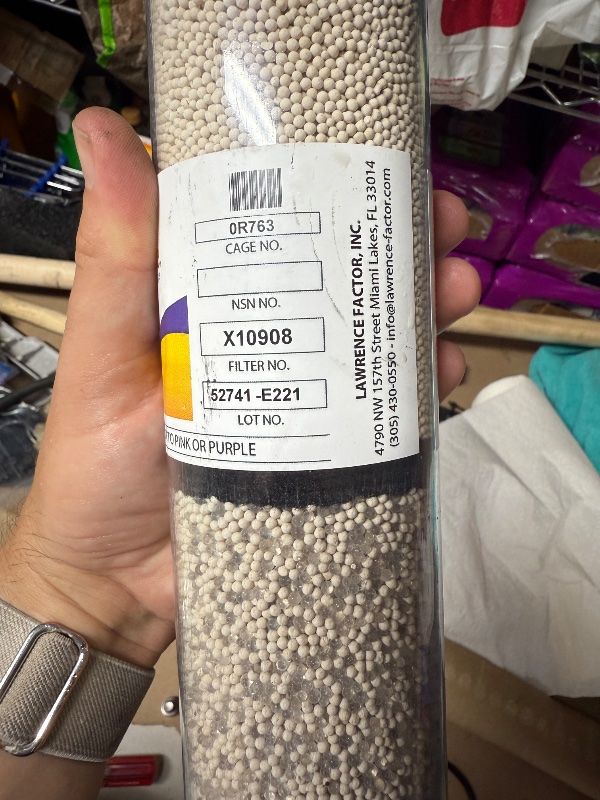 0R763
CAGE NO.
NSN NO.
X10908
FILTER NO.
52741 -E221
LOT NO.
TO PINK OR PURPLE
LAWRENCE FACTOR, INC.
4790 NW 157th Street Miami Lakes, FL 33014
(305) 430-0550 - info@lawrence-factor.com